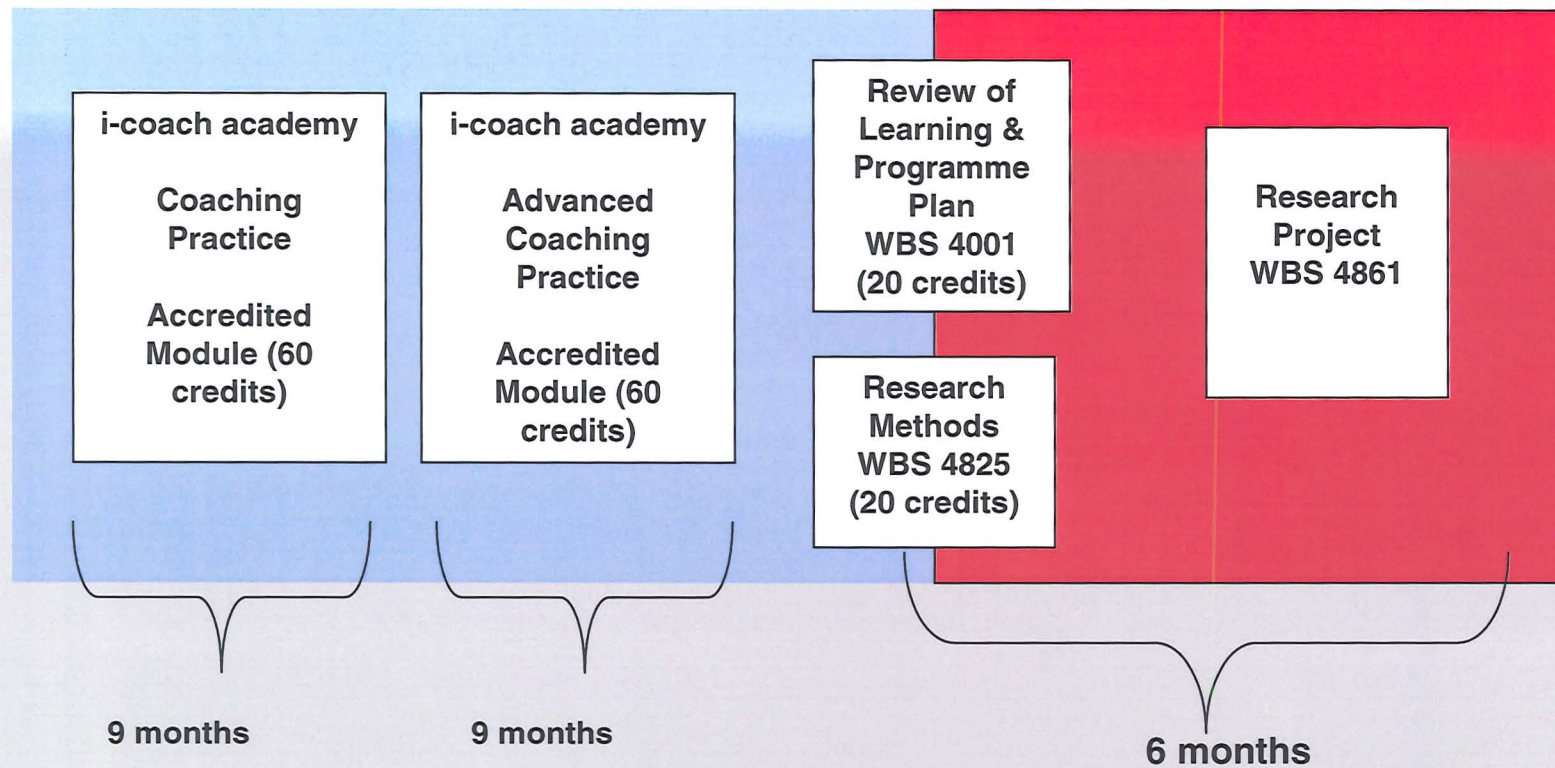 i-coach academy
Coaching
Practice
Accredited
Module (60
credits)
i-coach academy
Advanced
Coaching
Practice
Accredited
Module (60
credits)
Review of
Learning &
Programme
Plan
WBS 4001
(20 credits)
Research
Methods
WBS 4825
(20 credits)
Research
Project
WBS 4861
9 months
9 months
6 months